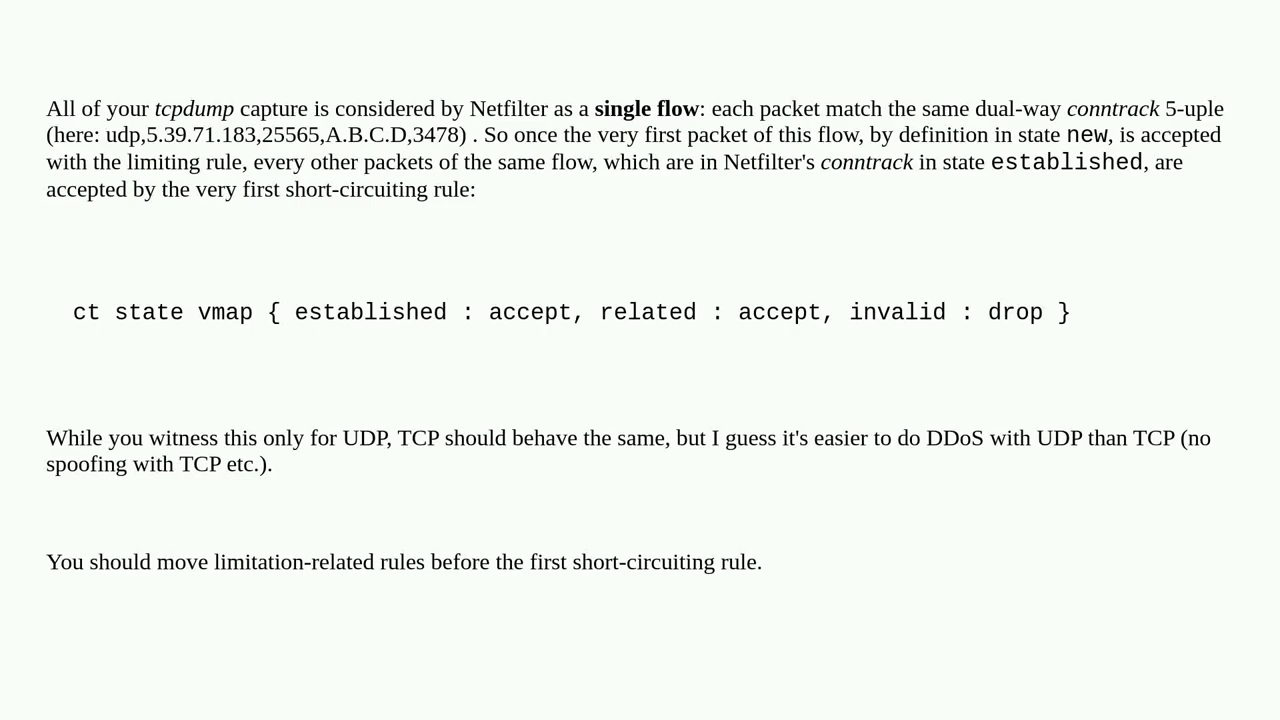 All of your tcpdump capture is considered by Netfilter as a single flow: each packet match the same dual-way conntrack 5-uple
(here: udp,5.39.71.183,25565,A.B.C.D,3478) . So once the very first packet of this flow, by definition in state new, is accepted
with the limiting rule, every other packets of the same flow, which are in Netfilter's conntrack in state established, are
accepted by the very first short-circuiting rule:
ct state vmap { established : accept, related : accept, invalid : drop }
While you witness this only for UDP, TCP should behave the same, but I guess it's easier to do DDoS with UDP than TCP (no
spoofing with TCP etc.).
You should move limitation-related rules before the first short-circuiting rule.